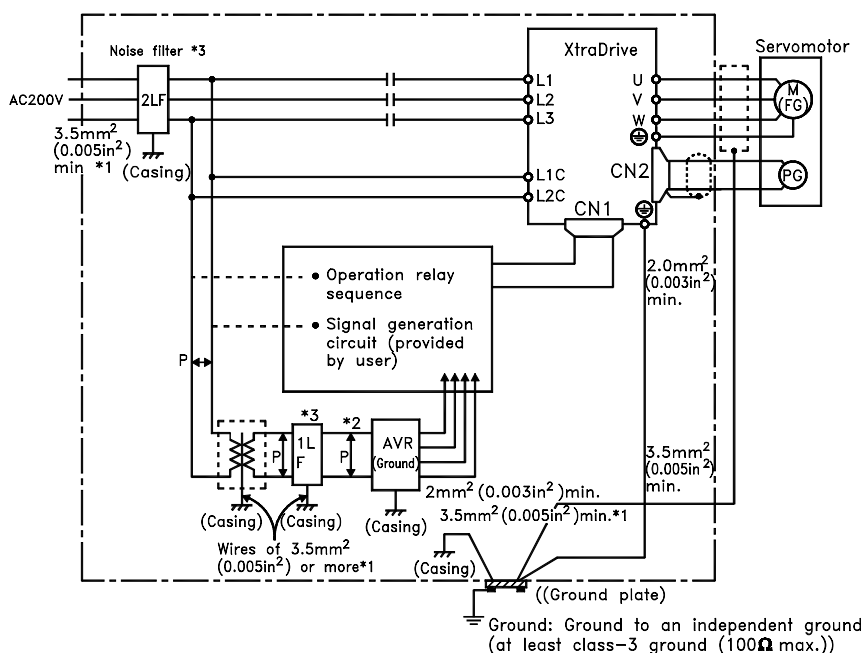 Noise filter *3
XtraDrive
Servomotor
AC200V
2LF
L1
L2
L3
U
V
W
M
(FG)
3.5mm²
(0.005in²)
min *1
(Casing)
L1C
L2C
CN2
PG
CN1
2.0mm²
(0.003in²)
min.
• Operation relay
sequence
• Signal generation
circuit (provided
by user)
P
*3
*2
P
1L
F
P
AVR
(Ground)
3.5mm²
(0.005in²)
min.
(Casing)
(Casing)
(Casing)
2mm² (0.003in²)min.
3.5mm² (0.005in²)min.*1
Wires of 3.5mm²
(0.005in²) or more*1
(Casing)
((Ground plate)
Ground: Ground to an independent ground
(at least class-3 ground (100Ω max.))